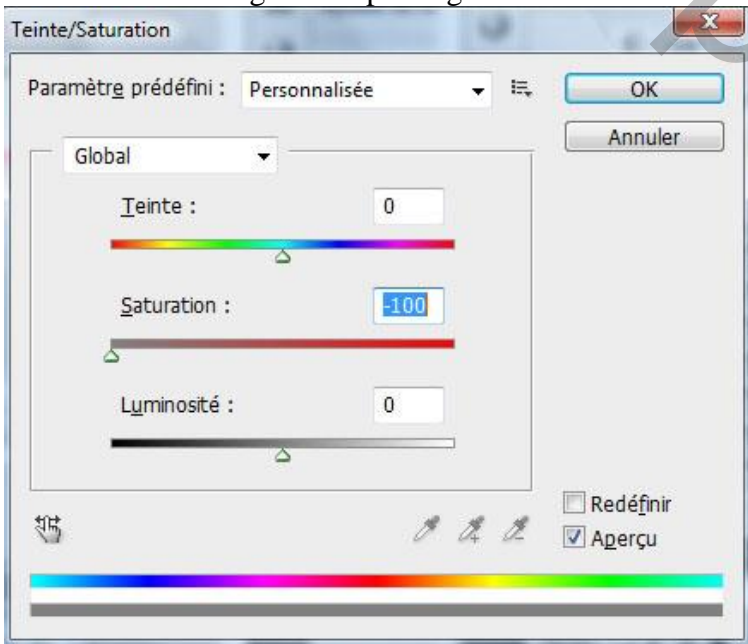 Teinte/Saturation
Paramètre prédéfini : Personnalisée
OK
Annuler
Global
Teinte : 0
Saturation : -100
Luminosité : 0
Redéfinir
Aperçu